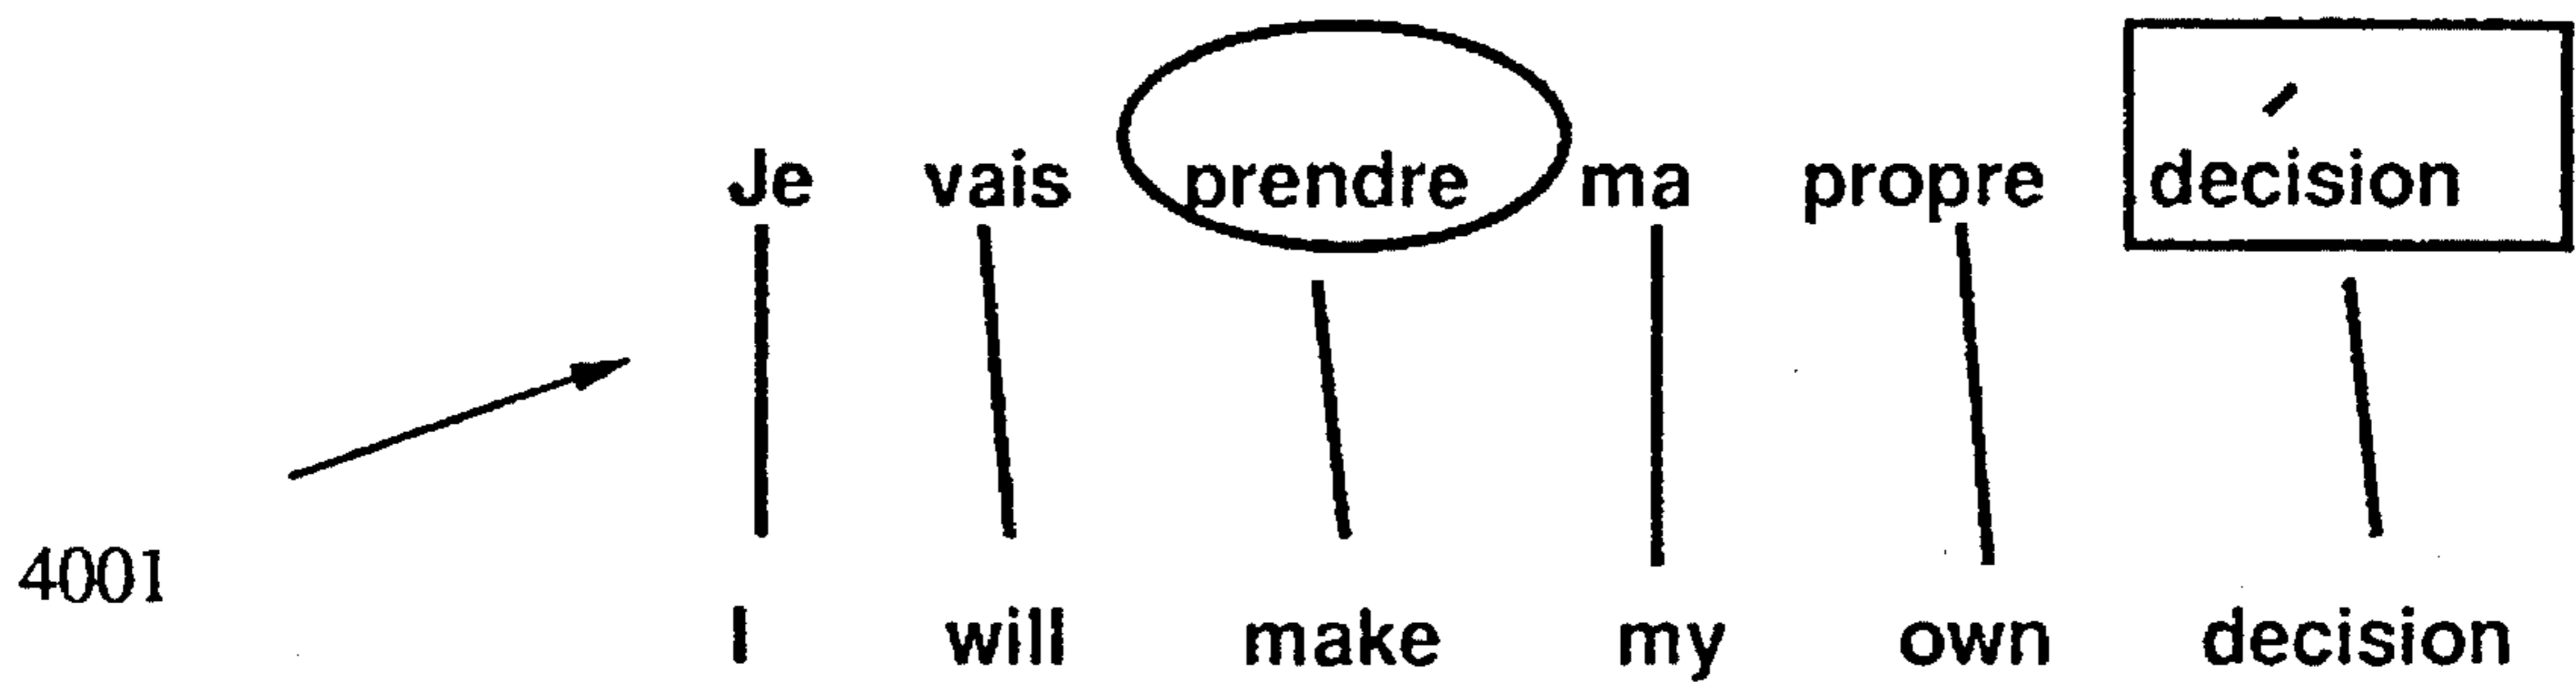 Je vais prendre ma propre décision
4001
I will make my own decision